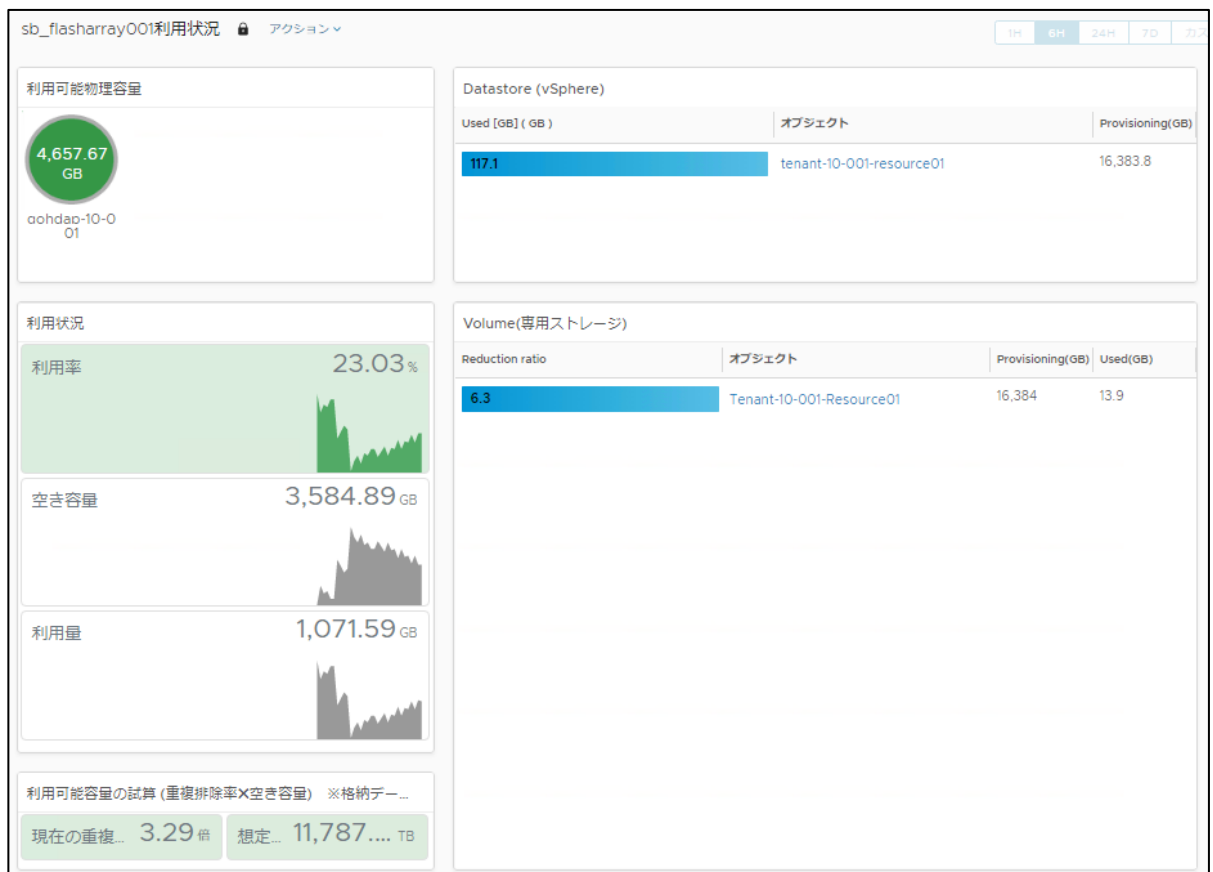 sb_flasharray001利用状況 アクション
1H 6H 24H 7D カス
利用可能物理容量
4,657.67
GB
gohdap-10-0
01
Datastore (vSphere)
Used [GB] ( GB ) オブジェクト Provisioning(GB)
117.1 tenant-10-001-resource01 16,383.8
利用状況
利用率 23.03 %
空き容量 3,584.89 GB
利用量 1,071.59 GB
Volume(専用ストレージ)
Reduction ratio オブジェクト Provisioning(GB) Used(GB)
6.3 Tenant-10-001-Resource01 16,384 13.9
利用可能容量の試算 (重複排除率×空き容量) ※格納デー...
現在の重複... 3.29 倍 想定... 11,787.... TB